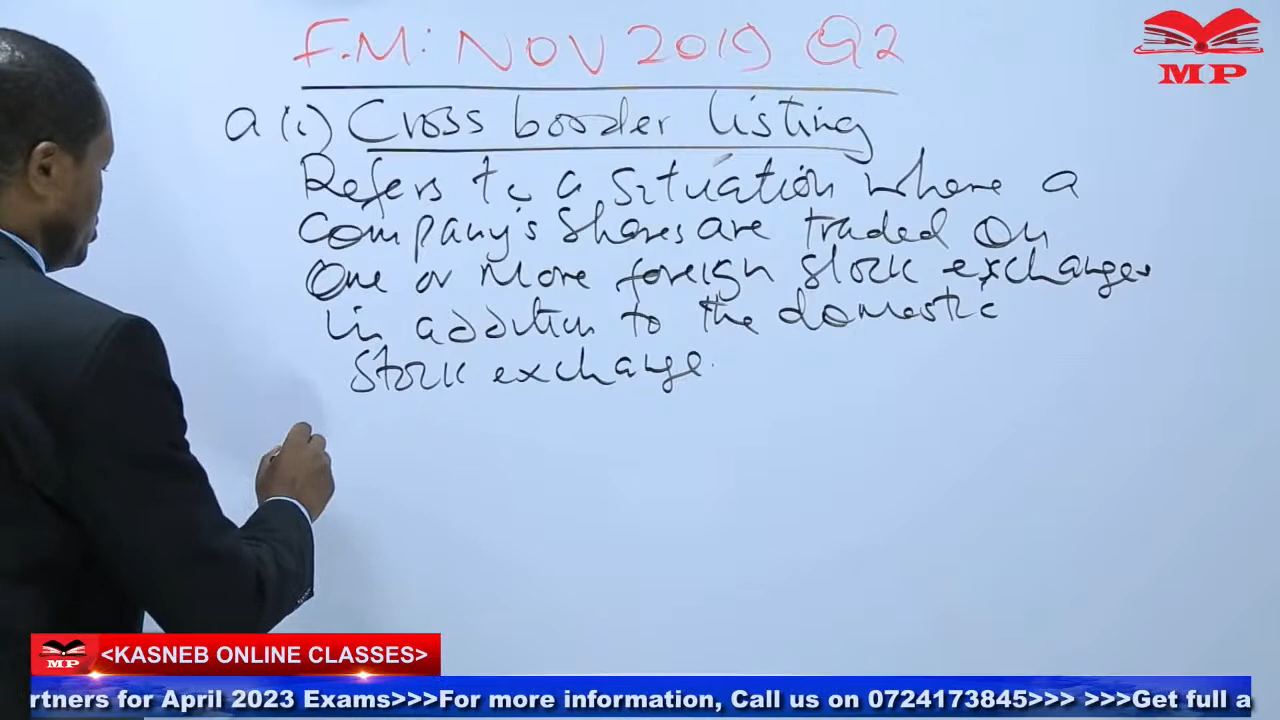 F.M: NOV 2019 Q2
MP
a(i) Cross border listing
Refers to a situation where a
Company's Shares are traded on
One or More foreign stock exchanges
in addition to the domestic
Stock exchange.
MP <KASNEB ONLINE CLASSES>
rtners for April 2023 Exams>>>For more information, Call us on 0724173845>>> >>>Get full a